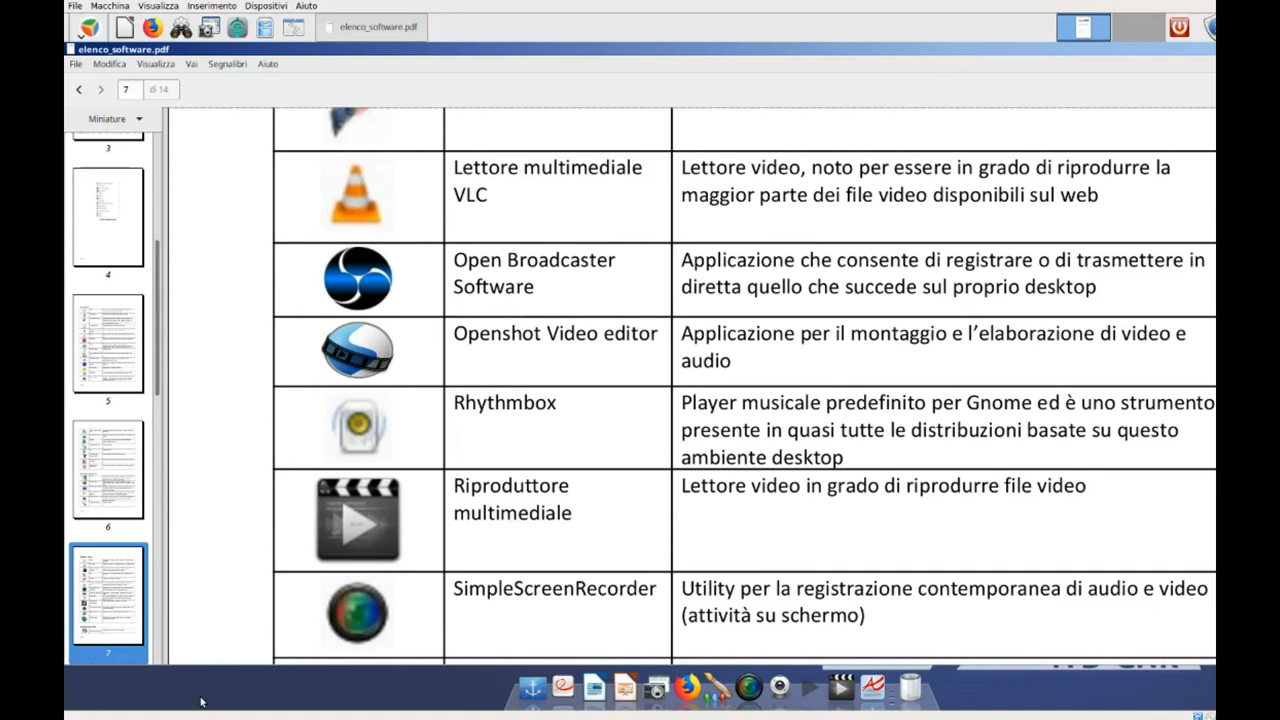 File Macchina Visualizza Inserimento Dispositivi Aiuto
elenco_software.pdf
elenco_software.pdf
File Modifica Visualizza Vai Segnalibri Aiuto
7 di 14
Miniature
3
4
5
6
7
Lettore multimediale VLC
Lettore video, noto per essere in grado di riprodurre la
maggior parte dei file video disponibili sul web
Open Broadcaster
Software
Applicazione che consente di registrare o di trasmettere in
diretta quello che succede sul proprio desktop
Openshot Video editor
Applicazione per il montaggio e l’elaborazione di video e
audio
Rhythmbox
Player musicale predefinito per Gnome ed è uno strumento
presente in quasi tutte le distribuzioni basate su questo
ambiente desktop
Riproduttore
multimediale
Lettore video in grado di riprodurre file video
SimpleScreenRecorder
Utility per la registrazione contemporanea di audio e video
(attività su schermo)